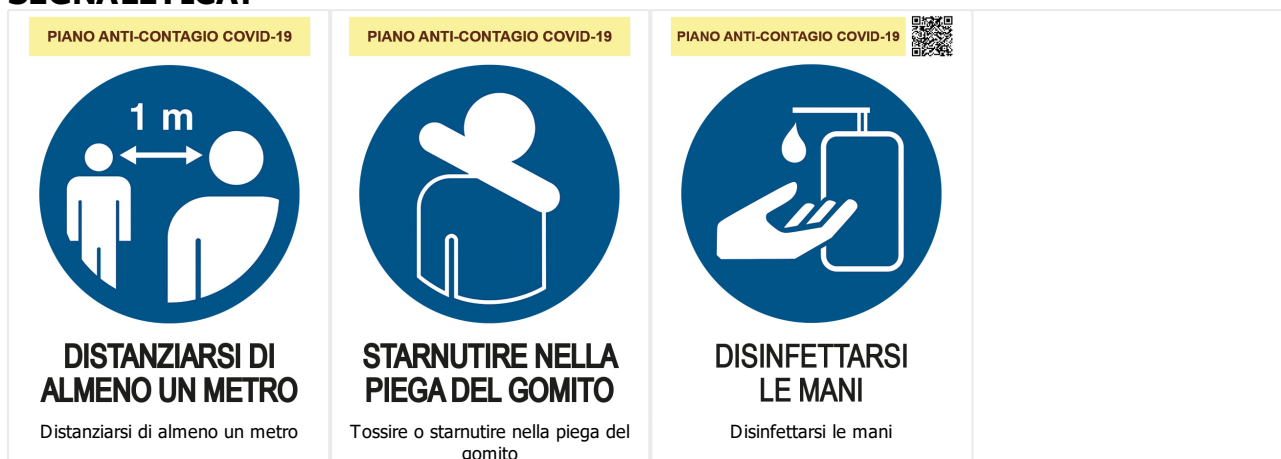 SEGNALETICA:
PIANO ANTI-CONTAGIO COVID-19
1 m
DISTANZIARSI DI
ALMENO UN METRO
Distanziarsi di almeno un metro
PIANO ANTI-CONTAGIO COVID-19
STARNUTIRE NELLA
PIEGA DEL GOMITO
Tossire o starnutire nella piega del
gomito
PIANO ANTI-CONTAGIO COVID-19
DISINFETTARSI
LE MANI
Disinfettarsi le mani